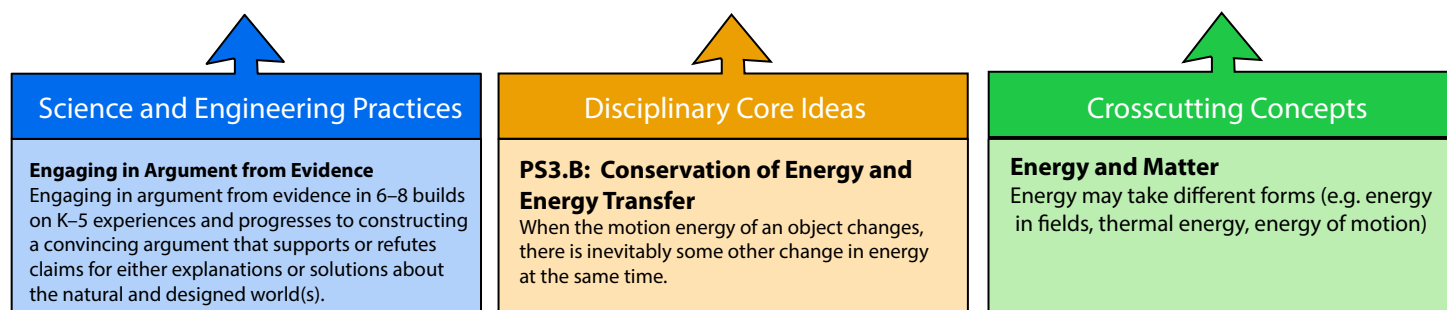 Science and Engineering Practices
Engaging in Argument from Evidence
Engaging in argument from evidence in 6–8 builds
on K–5 experiences and progresses to constructing
a convincing argument that supports or refutes
claims for either explanations or solutions about
the natural and designed world(s).
Disciplinary Core Ideas
PS3.B: Conservation of Energy and
Energy Transfer
When the motion energy of an object changes,
there is inevitably some other change in energy
at the same time.
Crosscutting Concepts
Energy and Matter
Energy may take different forms (e.g. energy
in fields, thermal energy, energy of motion)